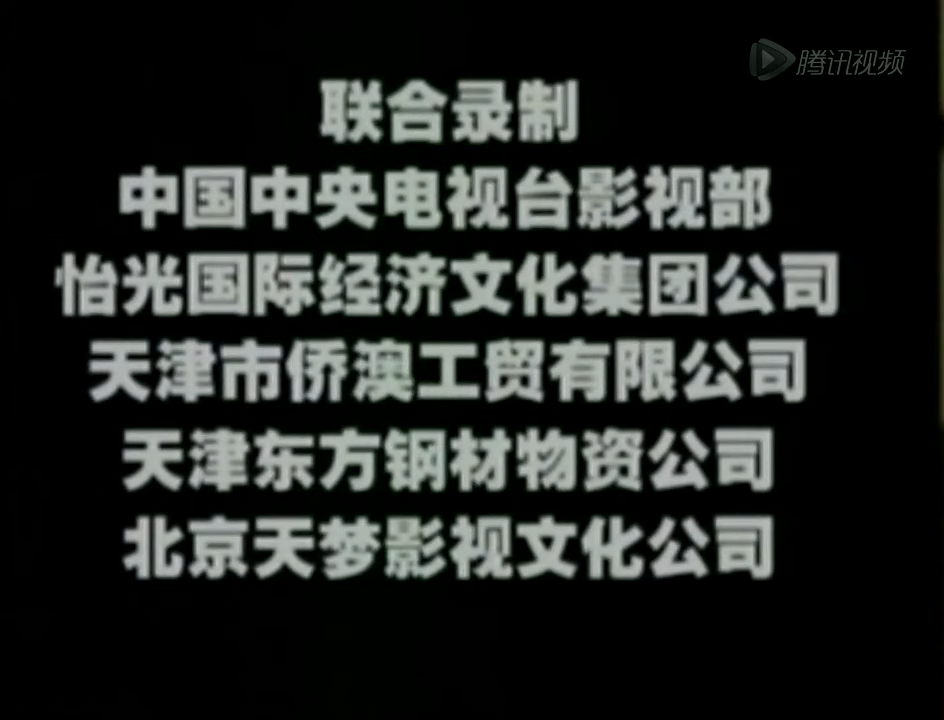 腾讯视频
联合录制
中国中央电视台影视部
怡光国际经济文化集团公司
天津市侨澳工贸有限公司
天津东方钢材物资公司
北京天梦影视文化公司